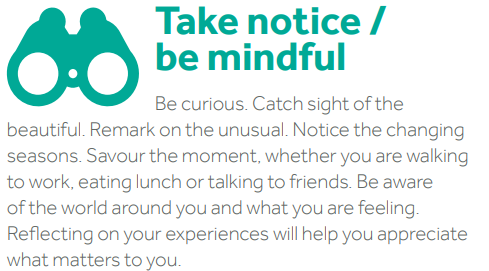 Take notice /
be mindful
Be curious. Catch sight of the
beautiful. Remark on the unusual. Notice the changing
seasons. Savour the moment, whether you are walking
to work, eating lunch or talking to friends. Be aware
of the world around you and what you are feeling.
Reflecting on your experiences will help you appreciate
what matters to you.